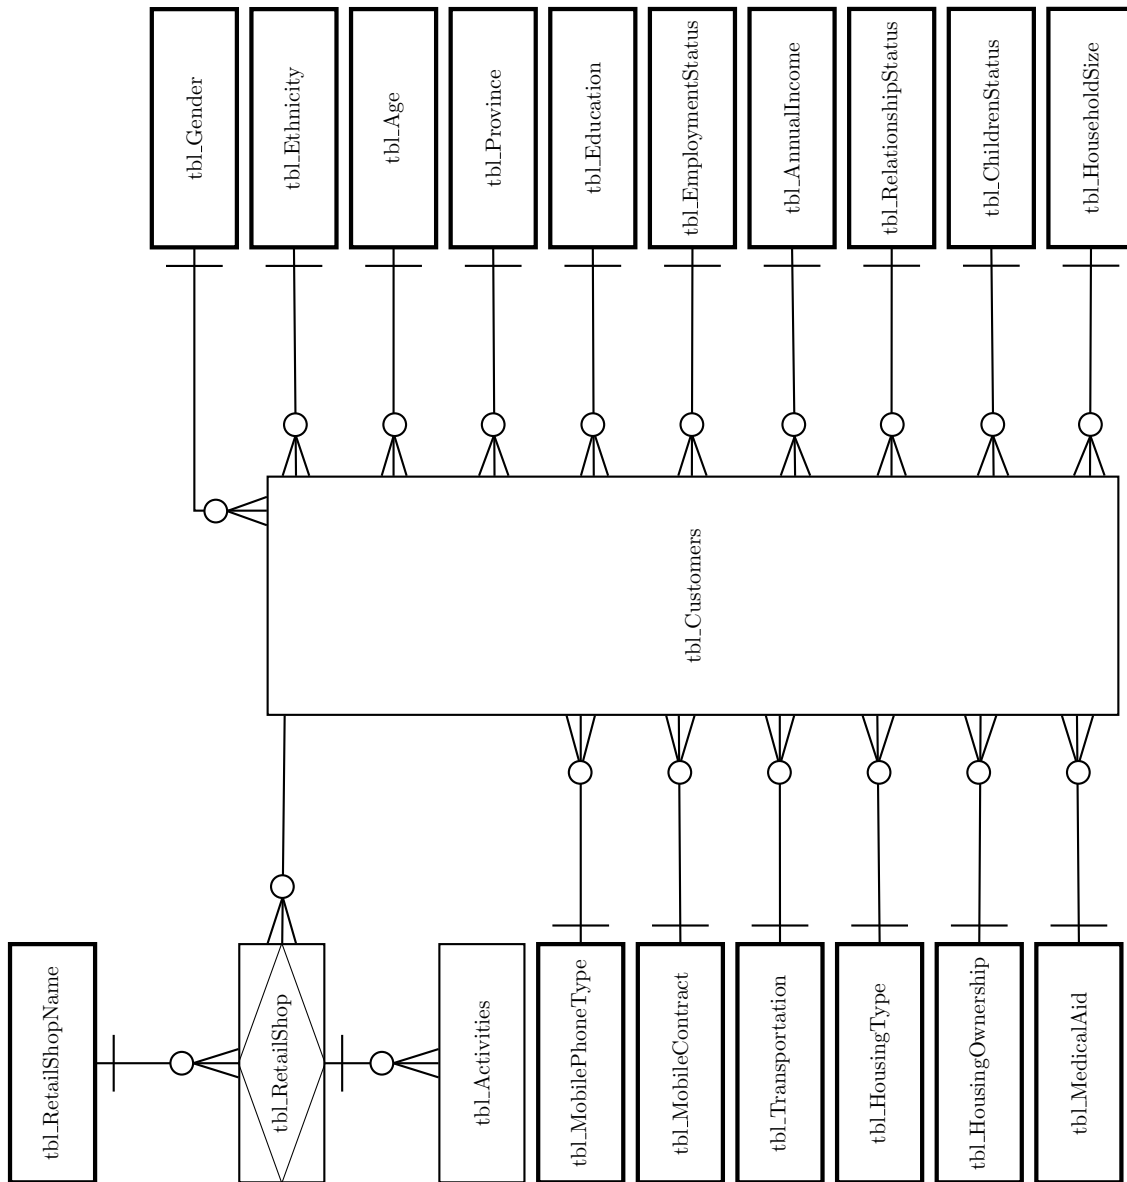 tbl_Gender
tbl_Ethnicity
tbl_Age
tbl_Province
tbl_Education
tbl_EmploymentStatus
tbl_AnnualIncome
tbl_RelationshipStatus
tbl_ChildrenStatus
tbl_HouseholdSize
tbl_Customers
tbl_RetailShopName
tbl_RetailShop
tbl_Activities
tbl_MobilePhoneType
tbl_MobileContract
tbl_Transportation
tbl_HousingType
tbl_HousingOwnership
tbl_MedicalAid